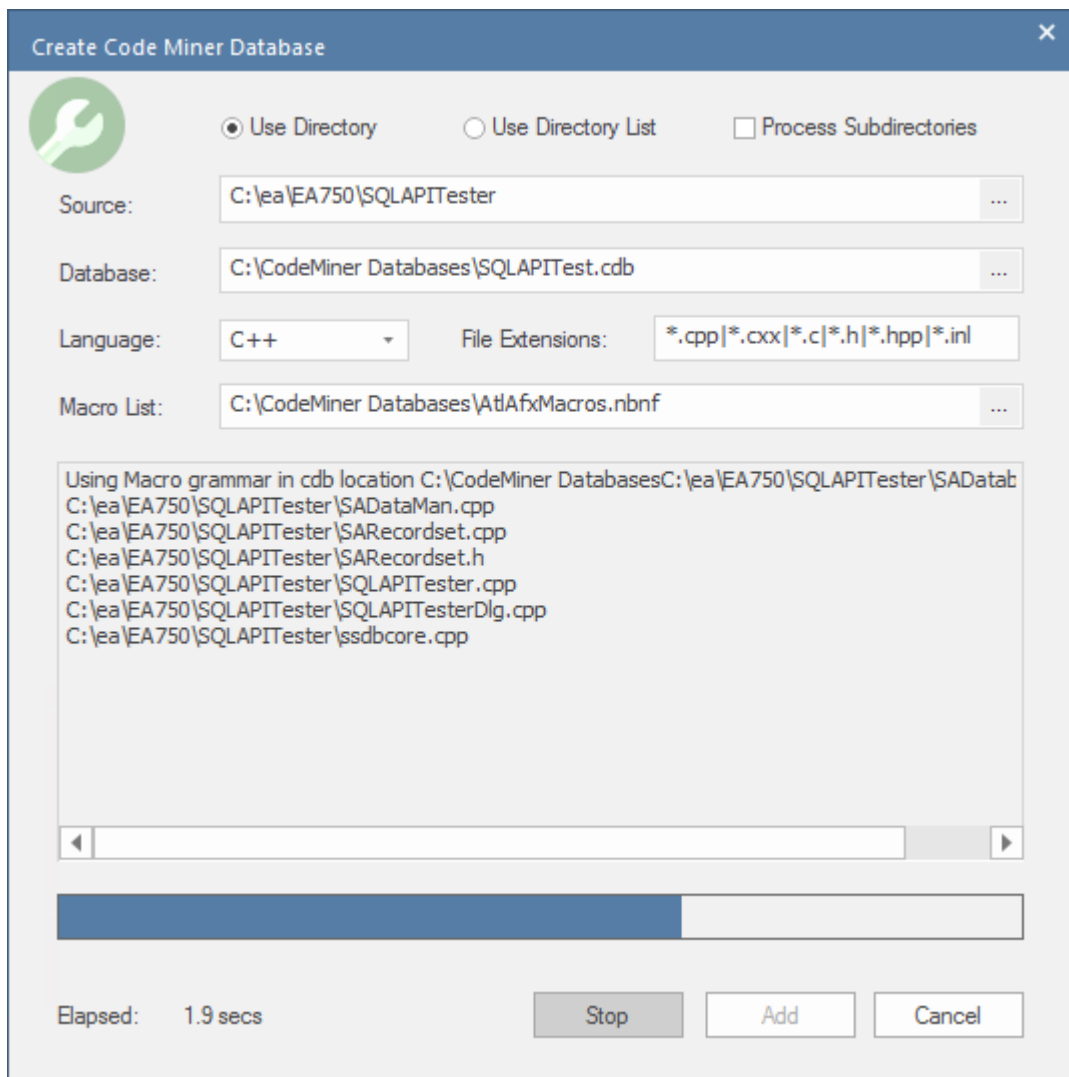 Create Code Miner Database
Use Directory Use Directory List Process Subdirectories
Source: C:\ea\EA750\SQLAPITester ...
Database: C:\CodeMiner Databases\SQLAPITest.cdb ...
Language: C++ File Extensions: *.cpp|*.cxx|*.c|*.h|*.hpp|*.inl
Macro List: C:\CodeMiner Databases\AtlAfxMacros.nbnf ...
Using Macro grammar in cdb location C:\CodeMiner DatabasesC:\ea\EA750\SQLAPITester\SADatab
C:\ea\EA750\SQLAPITester\SADataMan.cpp
C:\ea\EA750\SQLAPITester\SARecordset.cpp
C:\ea\EA750\SQLAPITester\SARecordset.h
C:\ea\EA750\SQLAPITester\SQLAPITester.cpp
C:\ea\EA750\SQLAPITester\SQLAPITesterDlg.cpp
C:\ea\EA750\SQLAPITester\ssdbcore.cpp
Elapsed: 1.9 secs Stop Add Cancel